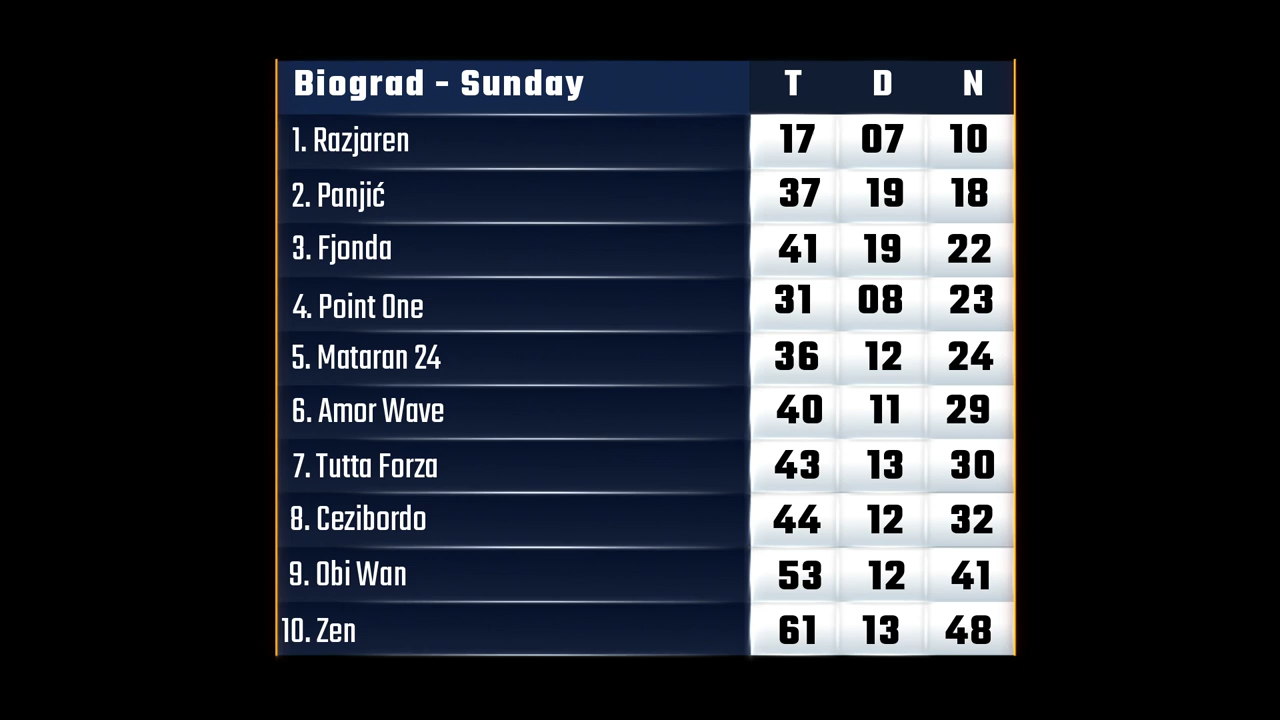 Biograd - Sunday T D N
1. Razjaren 17 07 10
2. Panjić 37 19 18
3. Fjonda 41 19 22
4. Point One 31 08 23
5. Mataran 24 36 12 24
6. Amor Wave 40 11 29
7. Tutta Forza 43 13 30
8. Cezibordo 44 12 32
9. Obi Wan 53 12 41
10. Zen 61 13 48